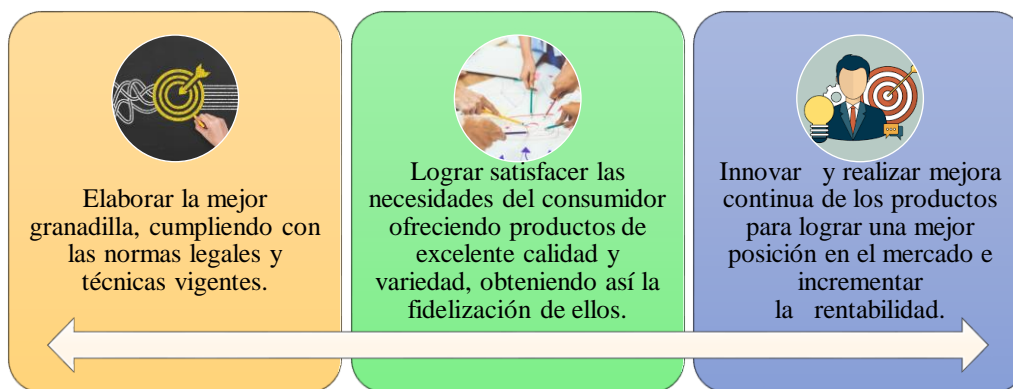 Elaborar la mejor
granadilla, cumpliendo con
las normas legales y
técnicas vigentes.
Lograr satisfacer las
necesidades del consumidor
ofreciendo productos de
excelente calidad y
variedad, obteniendo así la
fidelización de ellos.
Innovar y realizar mejora
continua de los productos
para lograr una mejor
posición en el mercado e
incrementar
la rentabilidad.